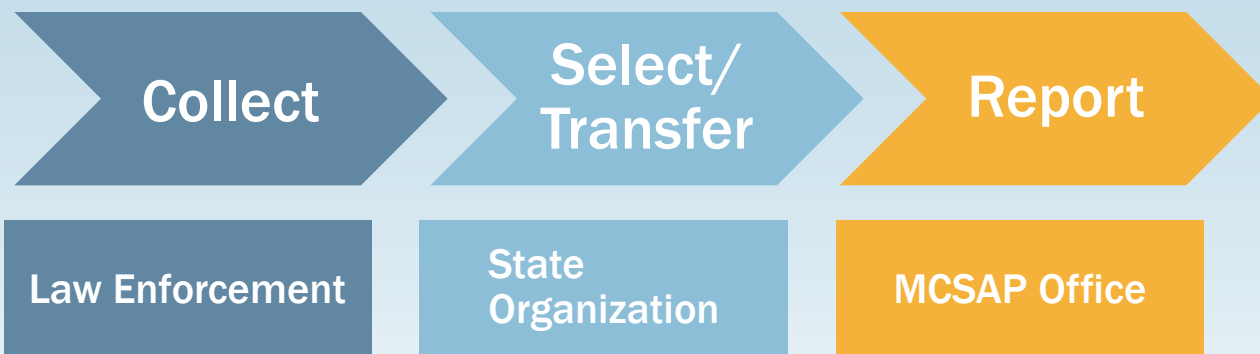 Collect
Select/
Transfer
Report
Law Enforcement
State
Organization
MCSAP Office